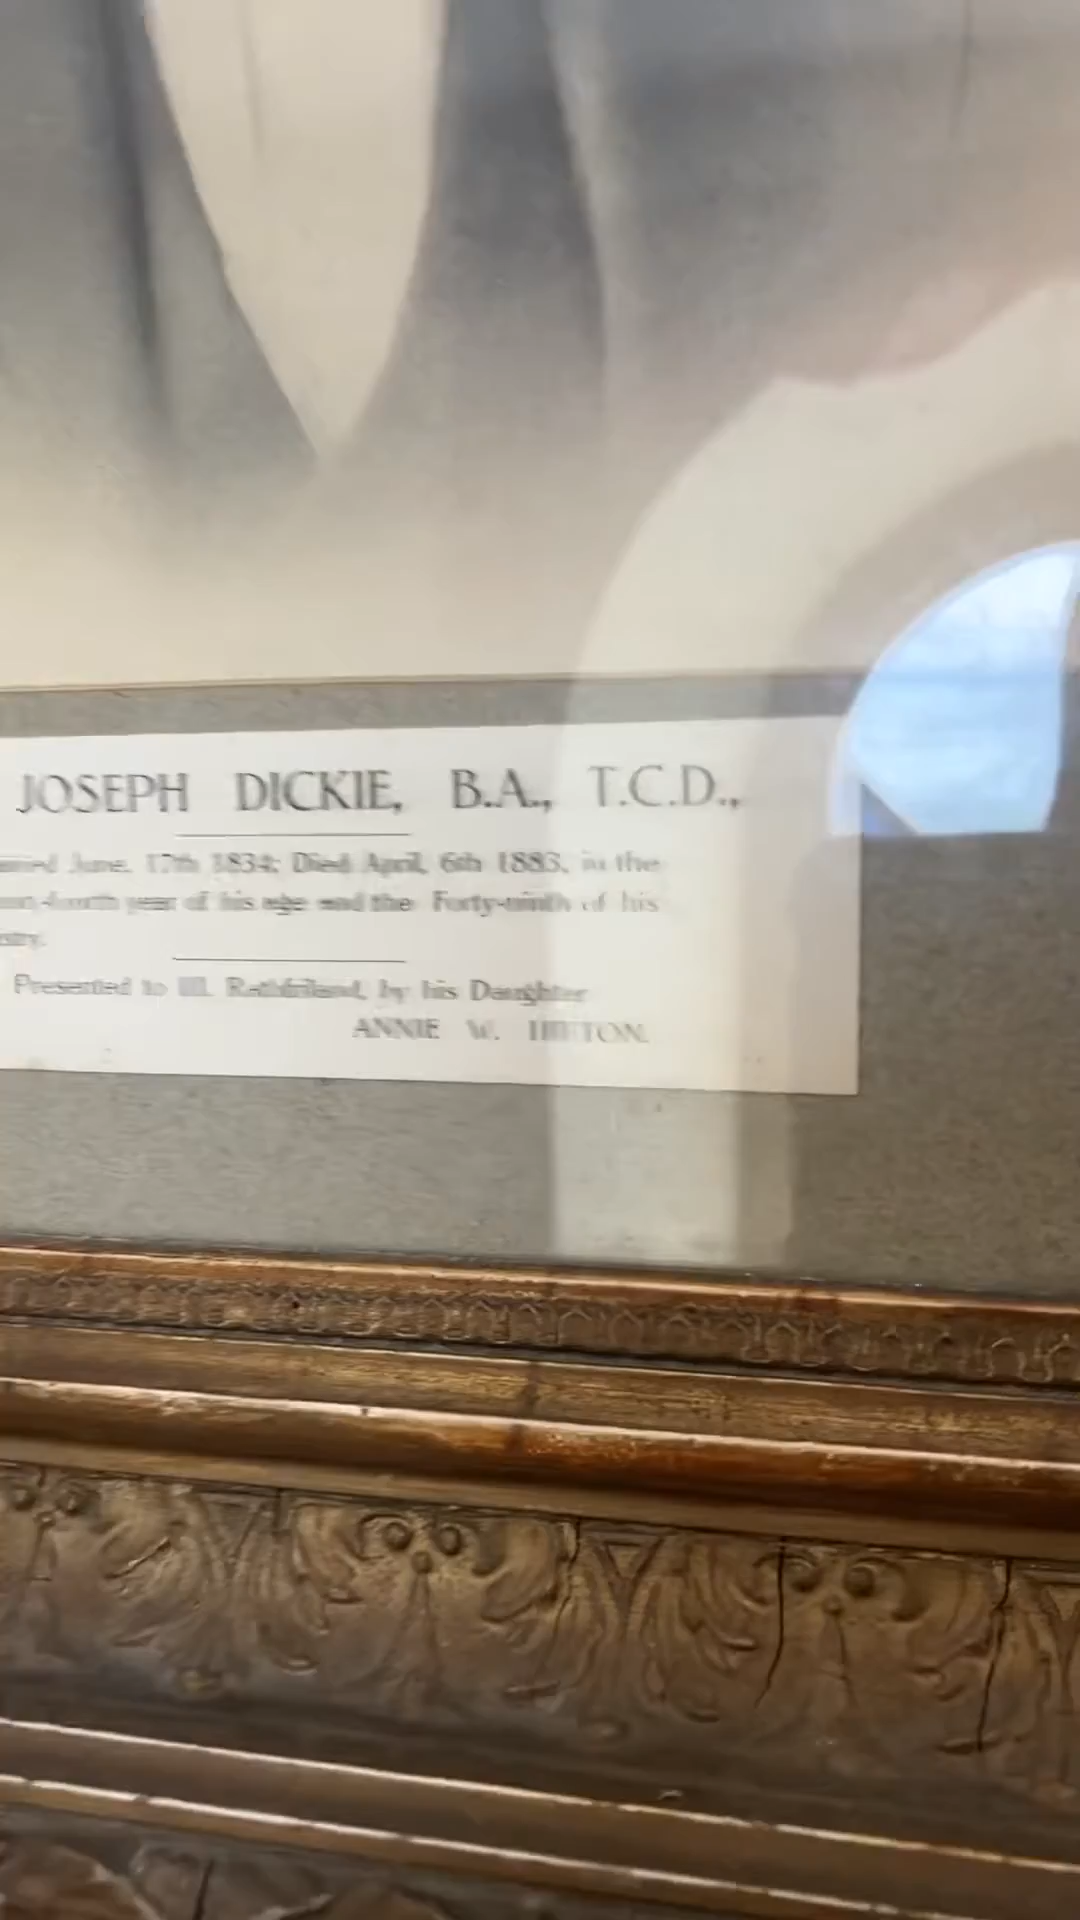 JOSEPH DICKIE, B.A., T.C.D.,
June, 17th 1834; Died April, 6th 1883, in the
year of his age and the Forty-ninth of his
Presented to III. Rathfriland, by his Daughter
ANNIE W.